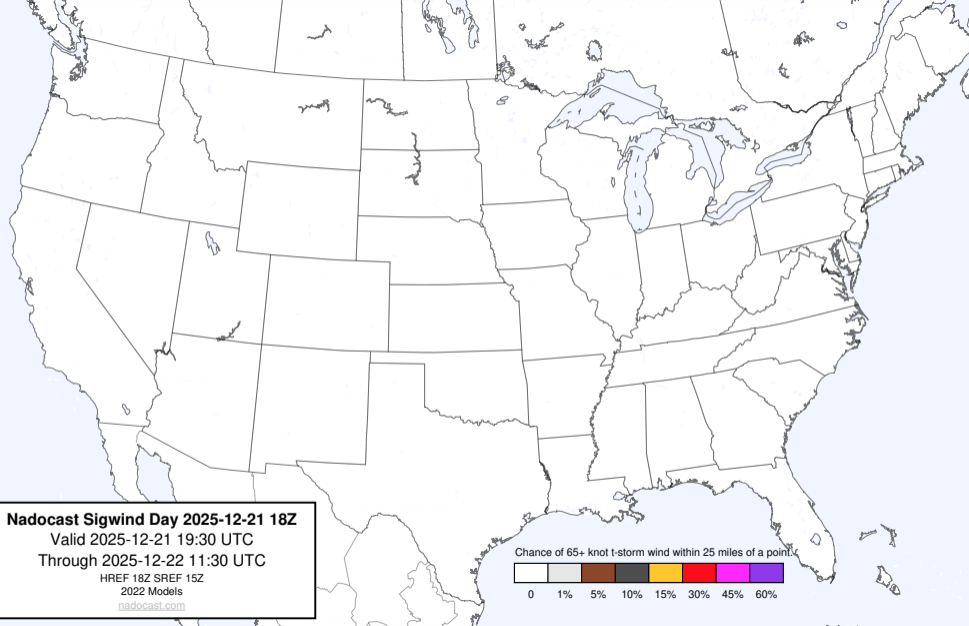 Nadocast Sigwind Day 2025-12-21 18Z
Valid 2025-12-21 19:30 UTC
Through 2025-12-22 11:30 UTC
HREF 18Z SREF 15Z
2022 Models
nadocast.com
Chance of 65+ knot t-storm wind within 25 miles of a point.
0 1% 5% 10% 15% 30% 45% 60%